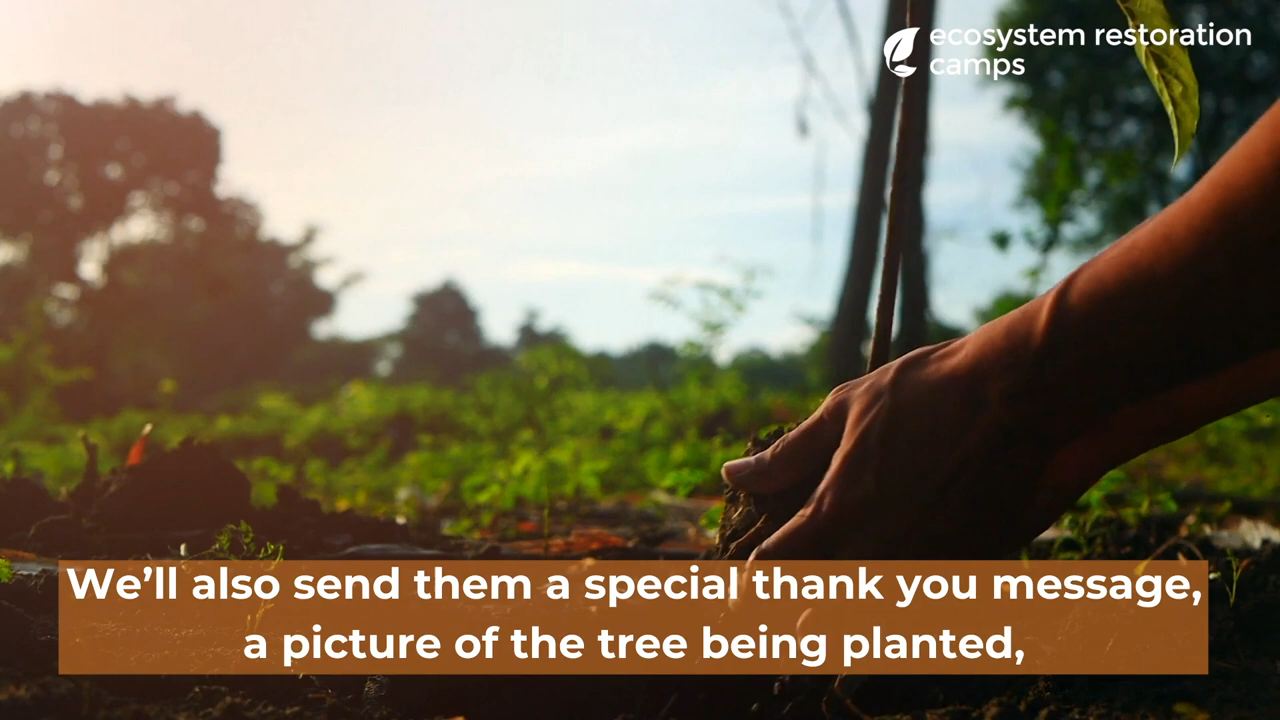 ecosystem restoration
camps
We’ll also send them a special thank you message,
a picture of the tree being planted,